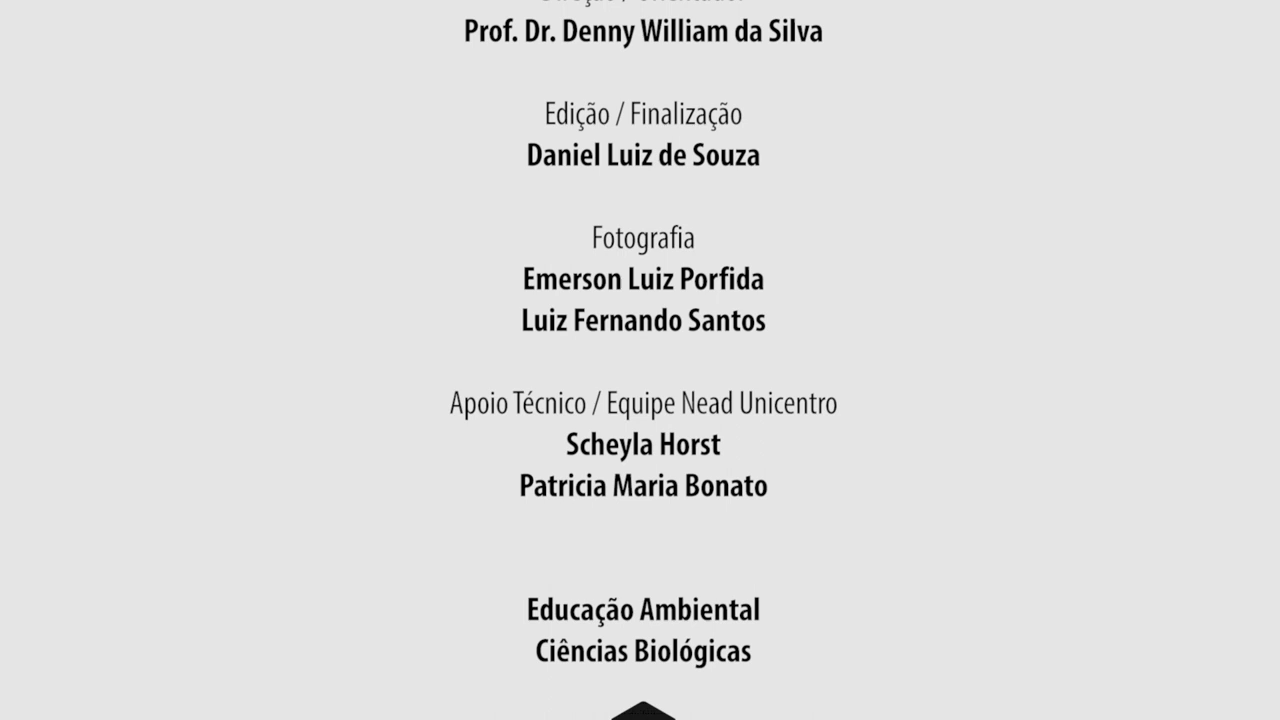 Prof. Dr. Denny William da Silva
Edição / Finalização
Daniel Luiz de Souza
Fotografia
Emerson Luiz Porfida
Luiz Fernando Santos
Apoio Técnico / Equipe Nead Unicentro
Scheyla Horst
Patricia Maria Bonato
Educação Ambiental
Ciências Biológicas